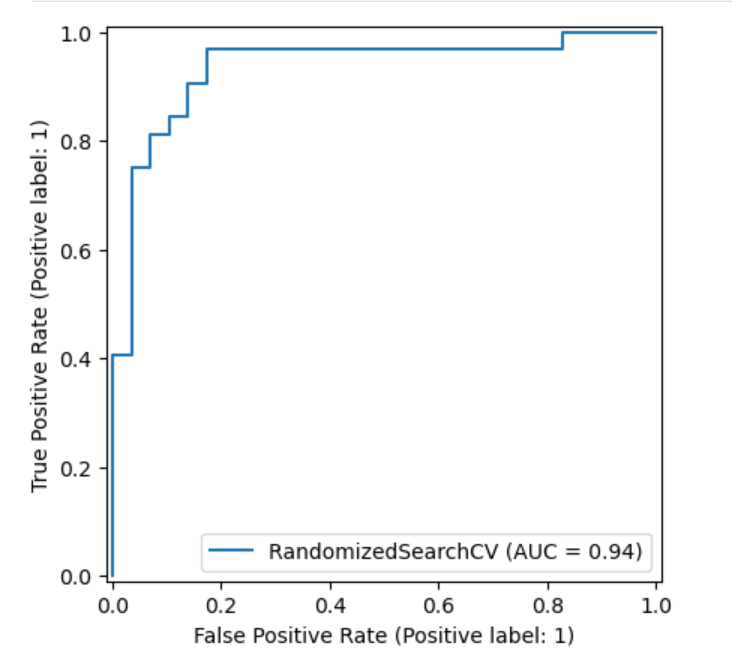 1.0
0.8
0.6
0.4
0.2
0.0
True Positive Rate (Positive label: 1)
RandomizedSearchCV (AUC = 0.94)
0.0 0.2 0.4 0.6 0.8 1.0
False Positive Rate (Positive label: 1)